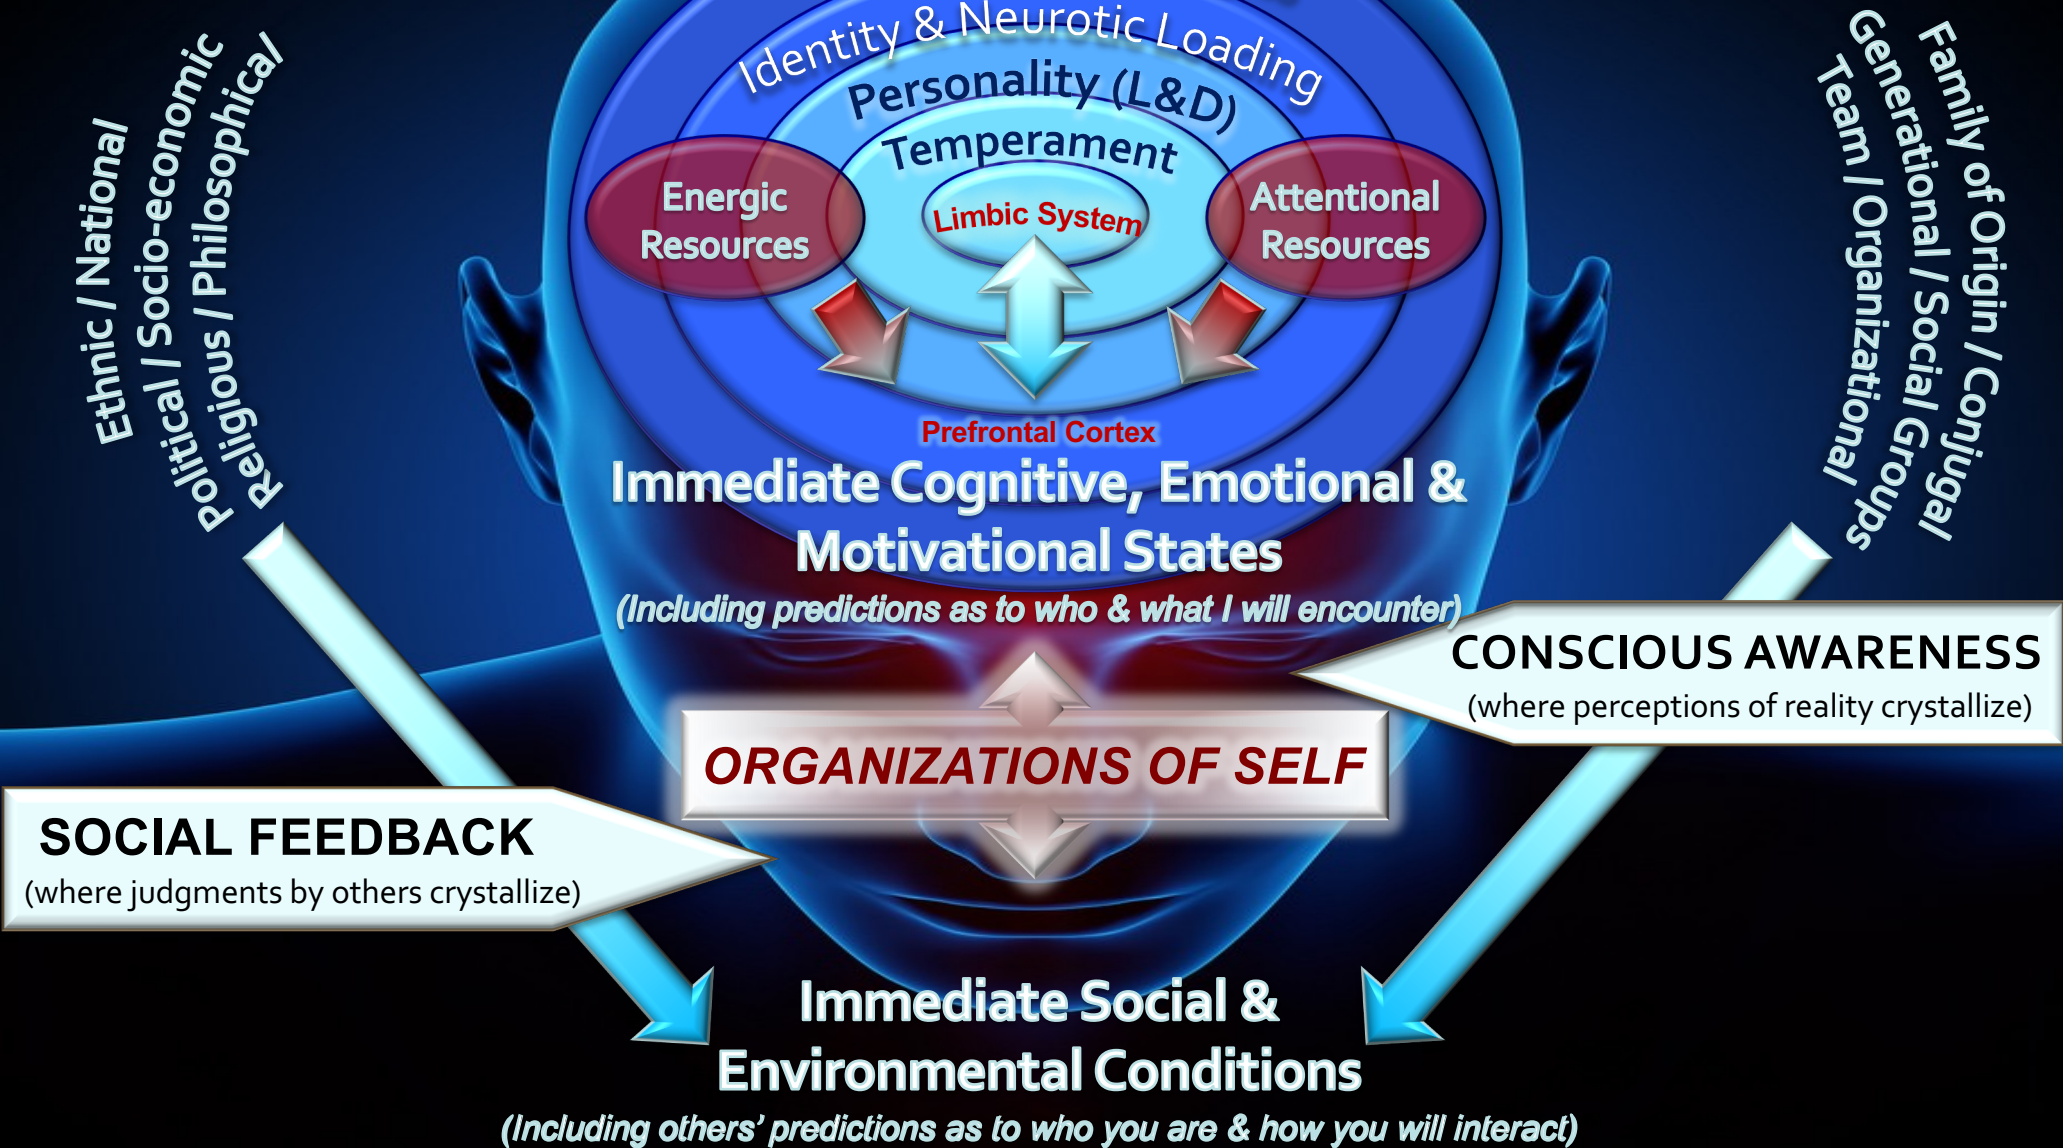 Identity & Neurotic Loading
Personality (L&D)
Temperament
Limbic System
Energic
Resources
Attentional
Resources
Ethnic / National
Political / Socio-economic
Religious / Philosophical/
Family of Origin / Conjugal
Generational / Social Groups
Team / Organizational
Prefrontal Cortex
Immediate Cognitive, Emotional &
Motivational States
(Including predictions as to who & what I will encounter)
CONSCIOUS AWARENESS
(where perceptions of reality crystallize)
ORGANIZATIONS OF SELF
SOCIAL FEEDBACK
(where judgments by others crystallize)
Immediate Social &
Environmental Conditions
(Including others’ predictions as to who you are & how you will interact)